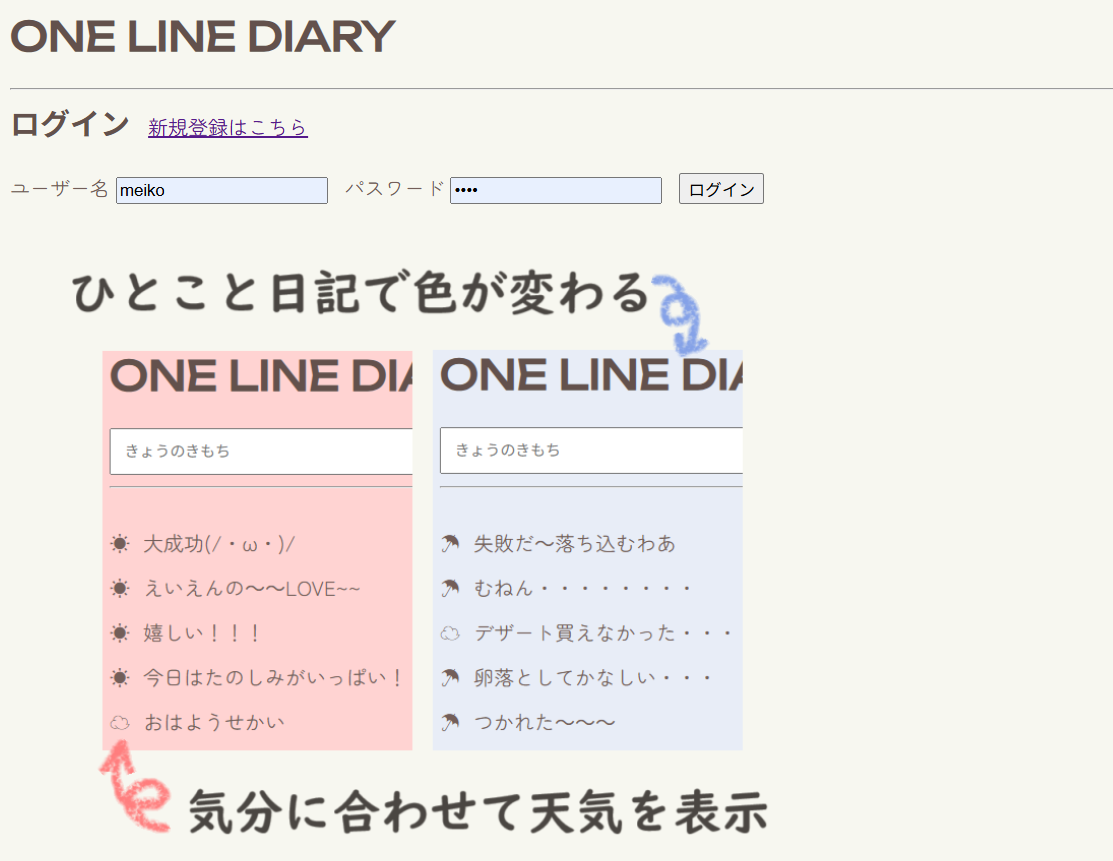 ONE LINE DIARY
ログイン 新規登録はこちら
ユーザー名 meiko パスワード •••• ログイン
ひとこと日記で色が変わる
ONE LINE DIA
きょうのきもち
☀ 大成功(/・ω・)/
☀ えいえんの～～LOVE~~
☀ 嬉しい！！！
☀ 今日はたのしみがいっぱい！
☁ おはようせかい
ONE LINE DIA
きょうのきもち
☂ 失敗だ～落ち込むわあ
☂ むねん・・・・・・・・
☁ デザート買えなかった・・・
☂ 卵落としてかなしい・・・
☂ つかれた～～～
気分に合わせて天気を表示